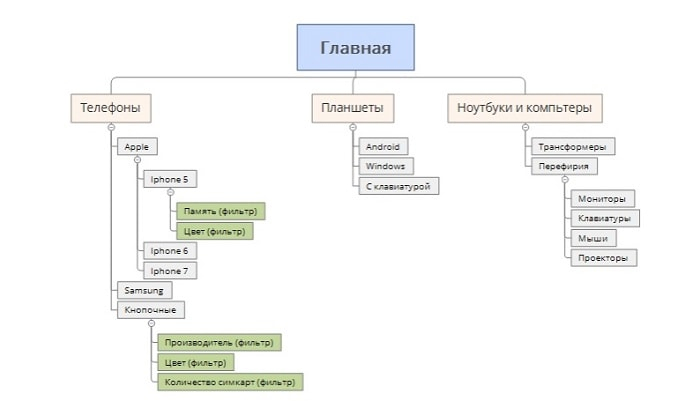 Главная
Телефоны
Планшеты
Ноутбуки и компьтеры
Apple
Iphone 5
Память (фильтр)
Цвет (фильтр)
Iphone 6
Iphone 7
Samsung
Кнопочные
Производитель (фильтр)
Цвет (фильтр)
Количество симкарт (фильтр)
Android
Windows
С клавиатурой
Трансформеры
Перефирия
Мониторы
Клавиатуры
Мыши
Проекторы